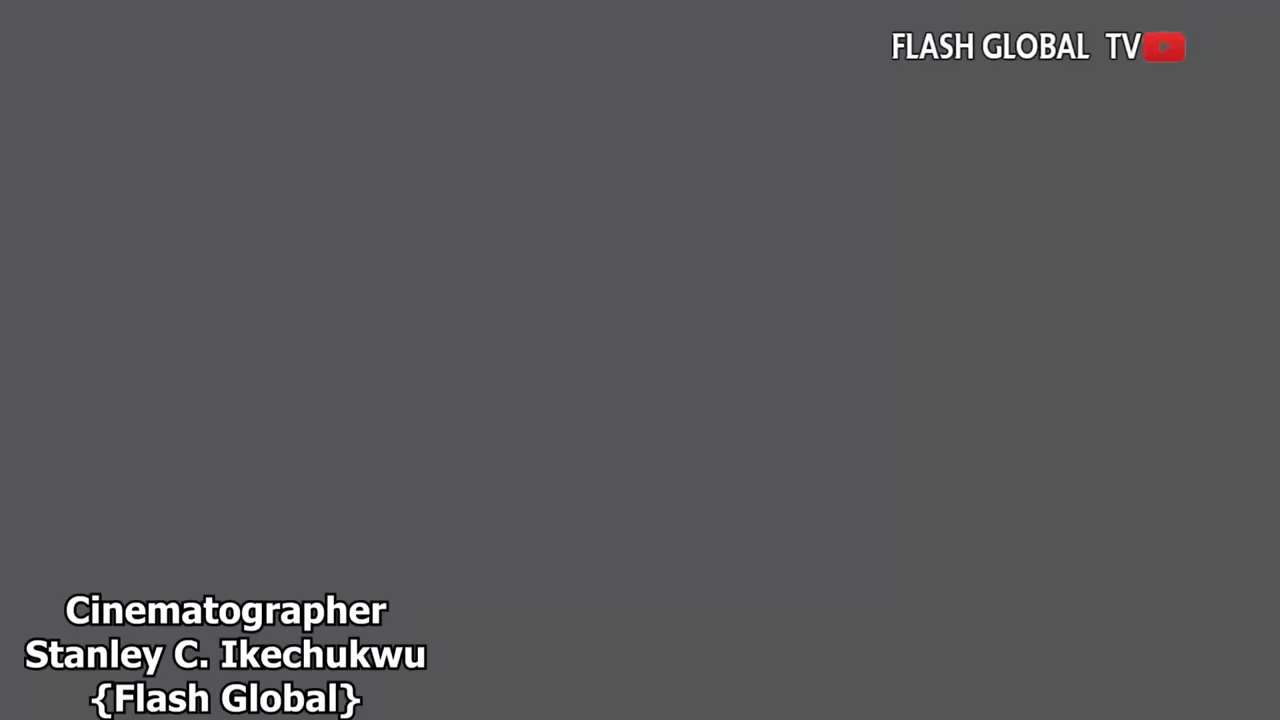 FLASH GLOBAL TV
Cinematographer
Stanley C. Ikechukwu
{Flash Global}